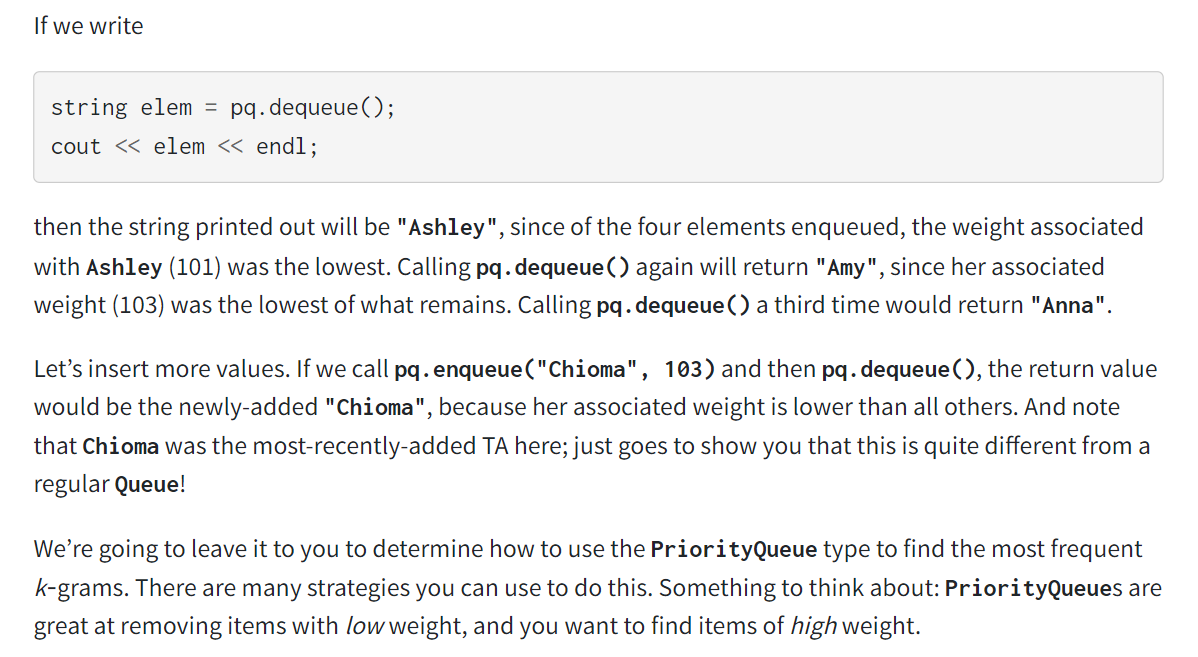 If we write
string elem = pq.dequeue();
cout << elem << endl;
then the string printed out will be "Ashley", since of the four elements enqueued, the weight associated
with Ashley (101) was the lowest. Calling pq.dequeue() again will return "Amy", since her associated
weight (103) was the lowest of what remains. Calling pq.dequeue() a third time would return "Anna".
Let’s insert more values. If we call pq.enqueue("Chioma", 103) and then pq.dequeue(), the return value
would be the newly-added "Chioma", because her associated weight is lower than all others. And note
that Chioma was the most-recently-added TA here; just goes to show you that this is quite different from a
regular Queue!
We’re going to leave it to you to determine how to use the PriorityQueue type to find the most frequent
k-grams. There are many strategies you can use to do this. Something to think about: PriorityQueues are
great at removing items with low weight, and you want to find items of high weight.